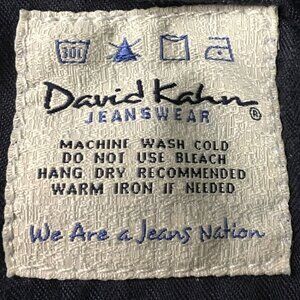 30°
David Kahn®
JEANSWEAR
MACHINE WASH COLD
DO NOT USE BLEACH
HANG DRY RECOMMENDED
WARM IRON IF NEEDED
We Are a Jeans Nation